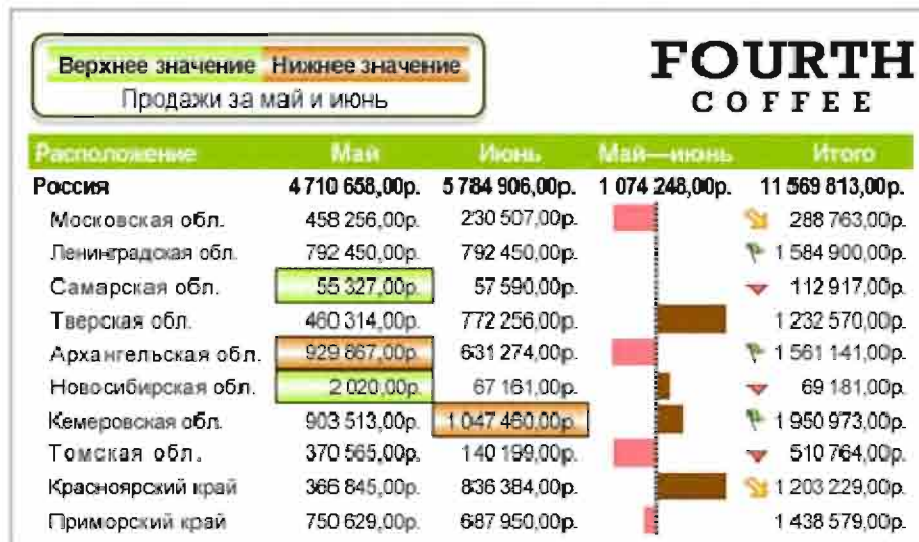 Верхнее значение Нижнее значение
Продажи за май и июнь
FOURTH
COFFEE
Расположение Май Июнь Май—июнь Итого
Россия 4 710 658,00р. 5 784 906,00р. 1 074 248,00р. 11 569 813,00р.
Московская обл. 458 256,00р. 230 507,00р. 288 763,00р.
Ленинградская обл. 792 450,00р. 792 450,00р. 1 584 900,00р.
Самарская обл. 55 327,00р. 57 590,00р. 112 917,00р.
Тверская обл. 460 314,00р. 772 256,00р. 1 232 570,00р.
Архангельская обл. 929 867,00р. 631 274,00р. 1 561 141,00р.
Новосибирская обл. 2 020,00р. 67 161,00р. 69 181,00р.
Кемеровская обл. 903 513,00р. 1 047 460,00р. 1 950 973,00р.
Томская обл. 370 565,00р. 140 199,00р. 510 764,00р.
Красноярский край 366 845,00р. 836 384,00р. 1 203 229,00р.
Приморский край 750 629,00р. 687 950,00р. 1 438 579,00р.